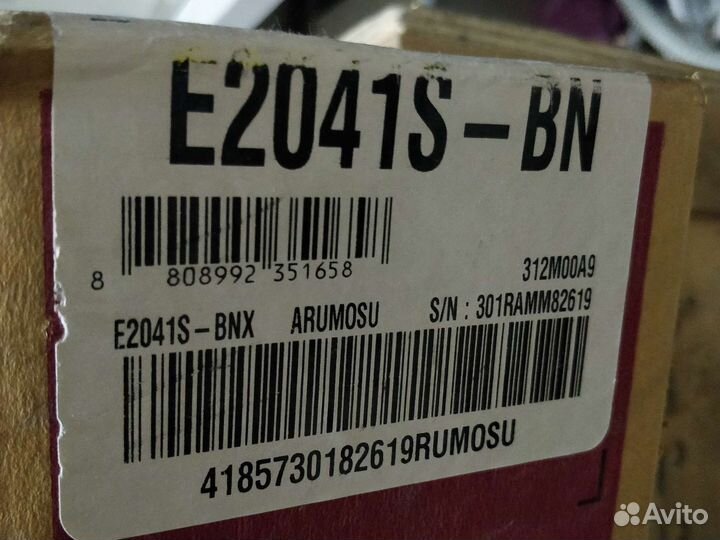 E2041S-BN
8 808992 351658
312M00A9
E2041S-BNX ARUMOSU S/N : 301RAMM82619
4185730182619RUMOSU
Avito